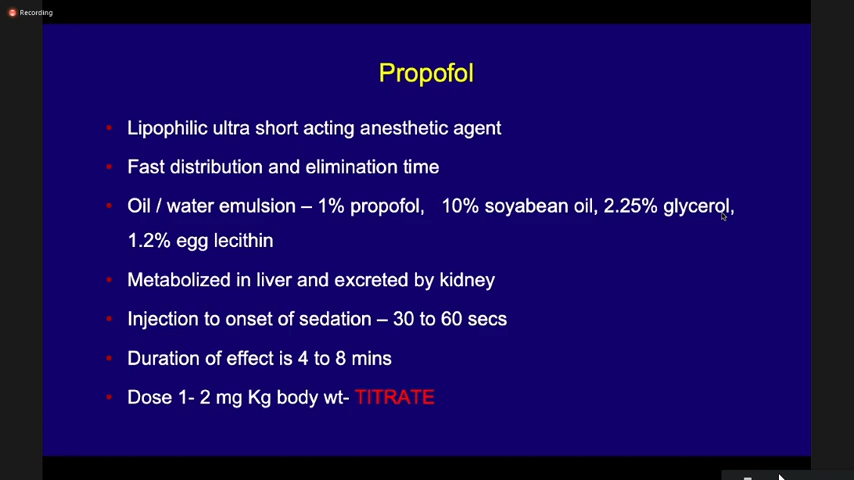 Recording
Propofol
Lipophilic ultra short acting anesthetic agent
Fast distribution and elimination time
Oil / water emulsion – 1% propofol, 10% soyabean oil, 2.25% glycerol,
1.2% egg lecithin
Metabolized in liver and excreted by kidney
Injection to onset of sedation – 30 to 60 secs
Duration of effect is 4 to 8 mins
Dose 1- 2 mg Kg body wt- TITRATE